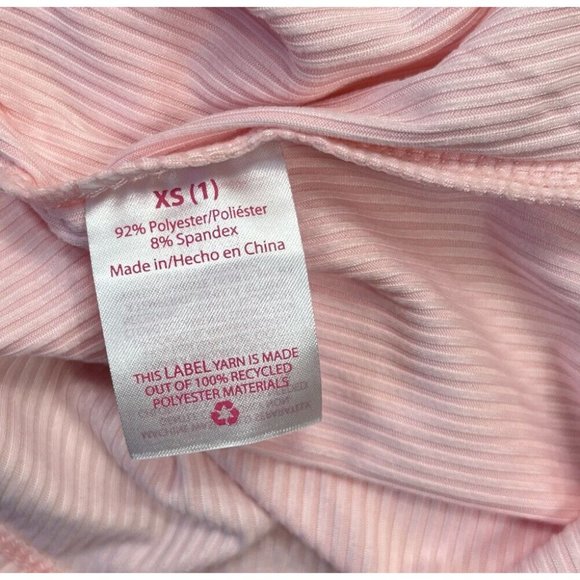 XS (1)
92% Polyester/Poliéster
8% Spandex
Made in/Hecho en China
THIS LABEL YARN IS MADE
OUT OF 100% RECYCLED
POLYESTER MATERIALS